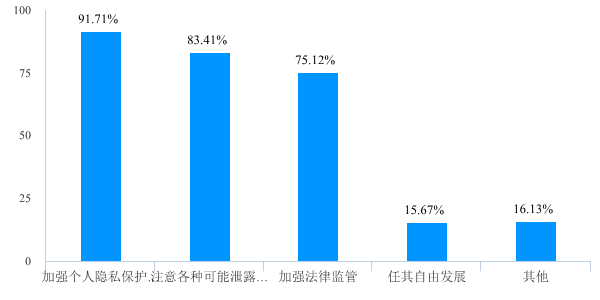 100
91.71%
83.41%
75.12%
75
50
25
15.67%
16.13%
0
加强个人隐私保护…
注意各种可能泄露…
加强法律监管
任其自由发展
其他